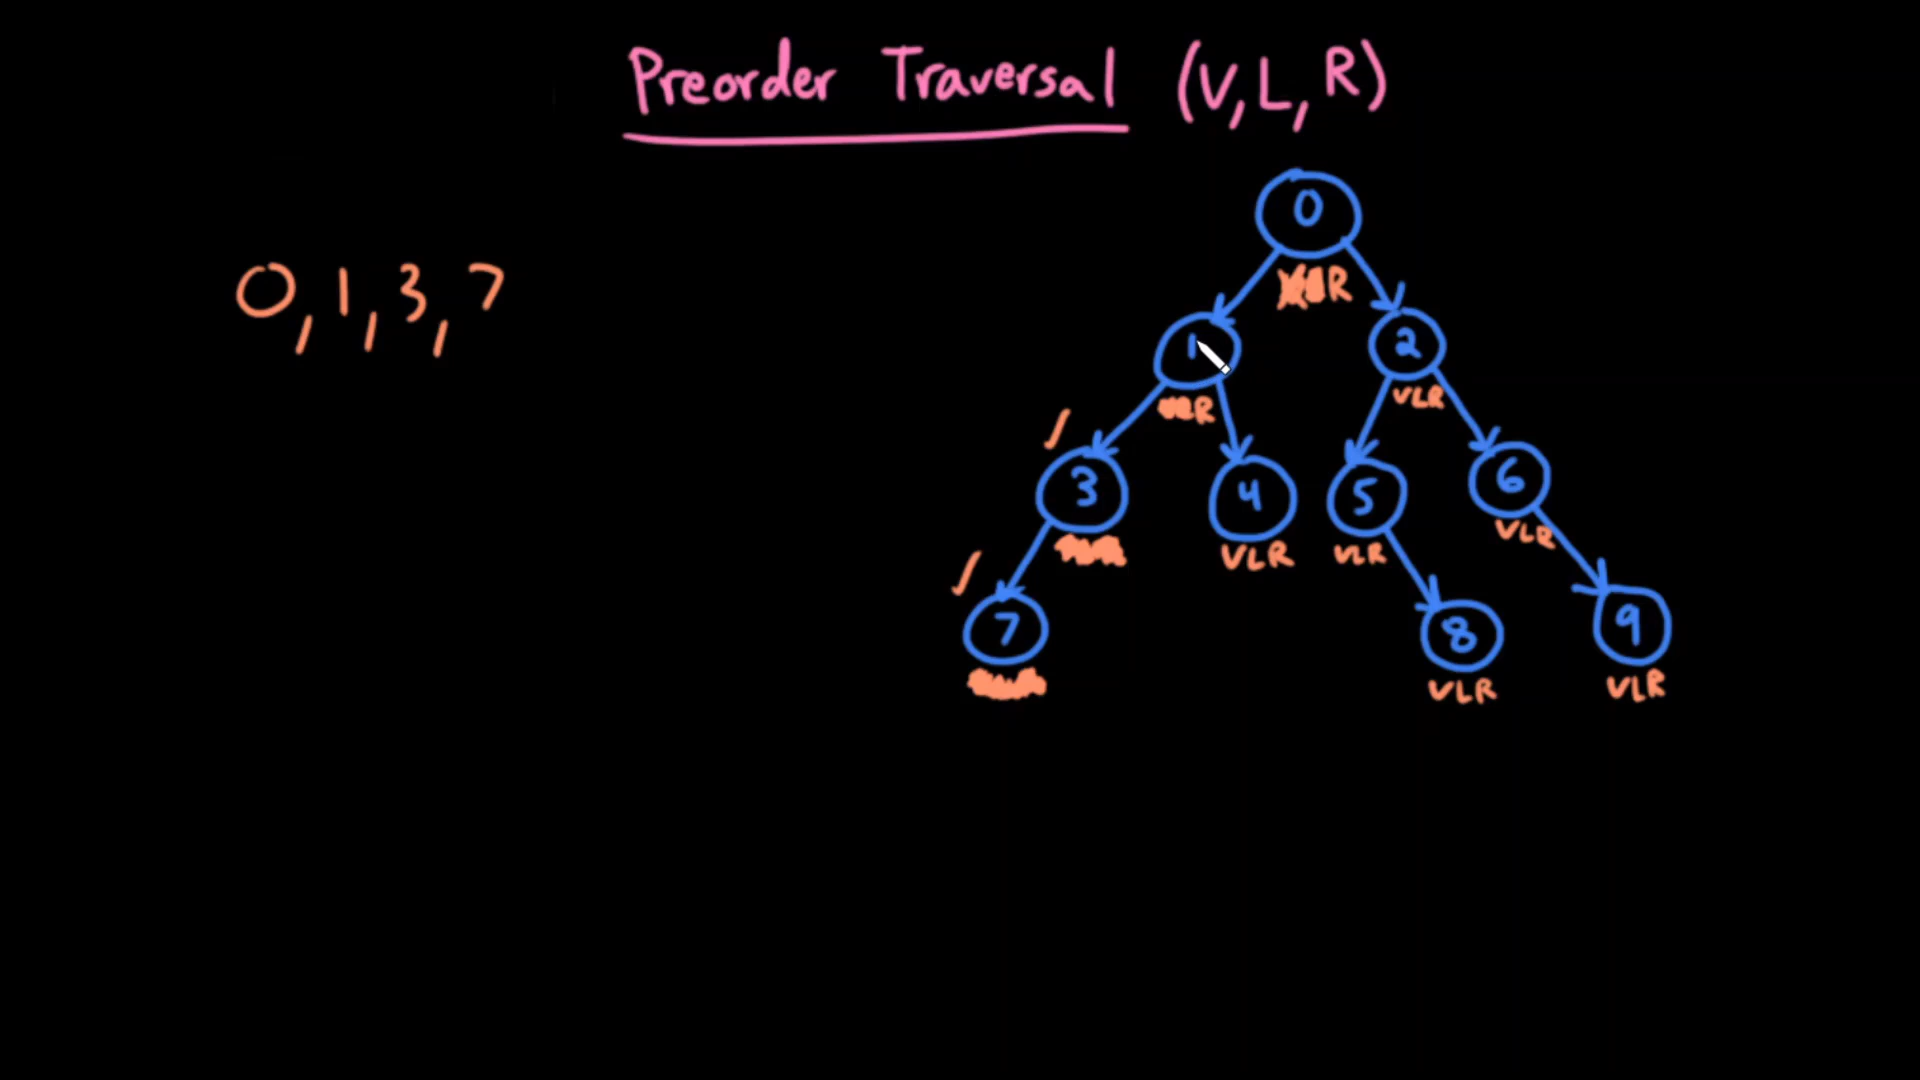 Preorder Traversal (V, L, R)
0
0, 1, 3, 7
R
1 2
R VLR
3 4 5 6
VLR VLR VLR
7 8 9
VLR VLR